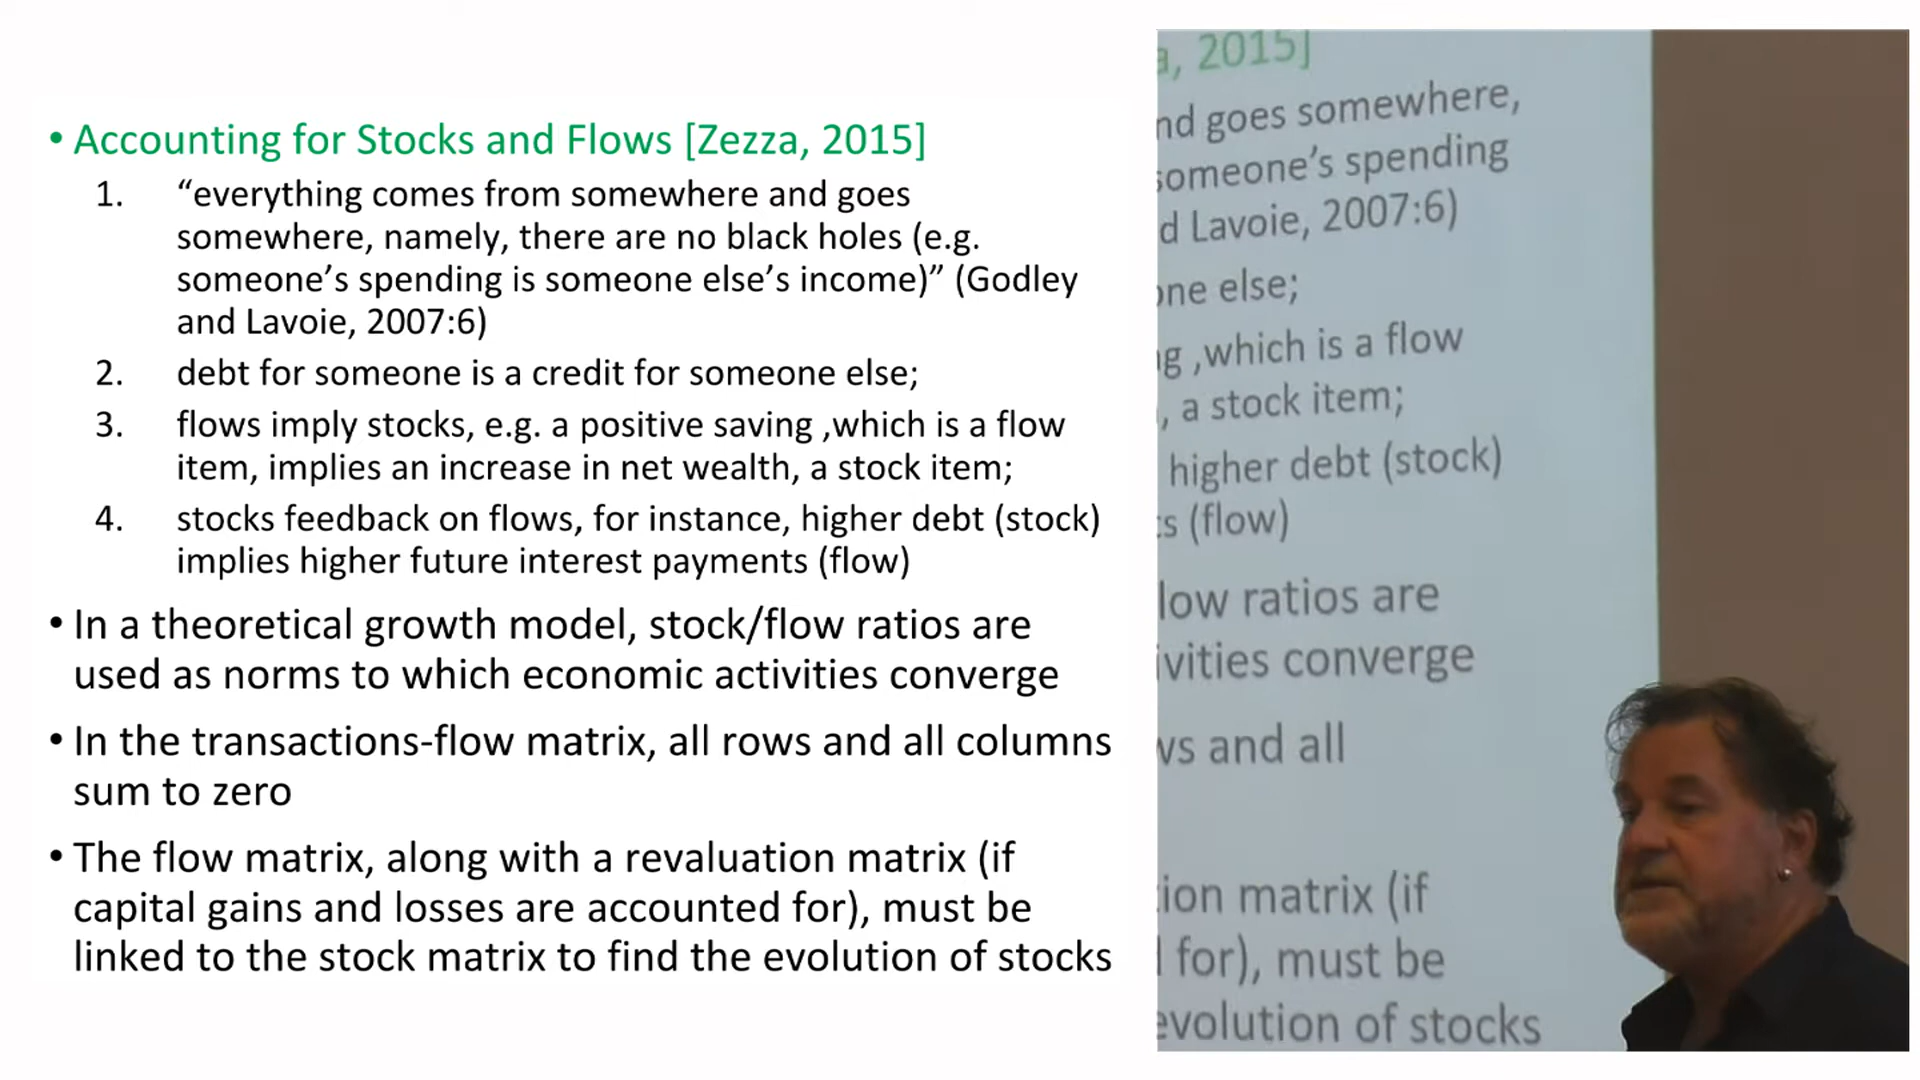 • Accounting for Stocks and Flows [Zezza, 2015]
1. “everything comes from somewhere and goes
somewhere, namely, there are no black holes (e.g.
someone’s spending is someone else’s income)” (Godley
and Lavoie, 2007:6)
2. debt for someone is a credit for someone else;
3. flows imply stocks, e.g. a positive saving ,which is a flow
item, implies an increase in net wealth, a stock item;
4. stocks feedback on flows, for instance, higher debt (stock)
implies higher future interest payments (flow)
• In a theoretical growth model, stock/flow ratios are
used as norms to which economic activities converge
• In the transactions-flow matrix, all rows and all columns
sum to zero
• The flow matrix, along with a revaluation matrix (if
capital gains and losses are accounted for), must be
linked to the stock matrix to find the evolution of stocks
a, 2015]
nd goes somewhere,
someone’s spending
d Lavoie, 2007:6)
one else;
g ,which is a flow
, a stock item;
higher debt (stock)
s (flow)
low ratios are
ivities converge
ws and all
ion matrix (if
for), must be
evolution of stocks